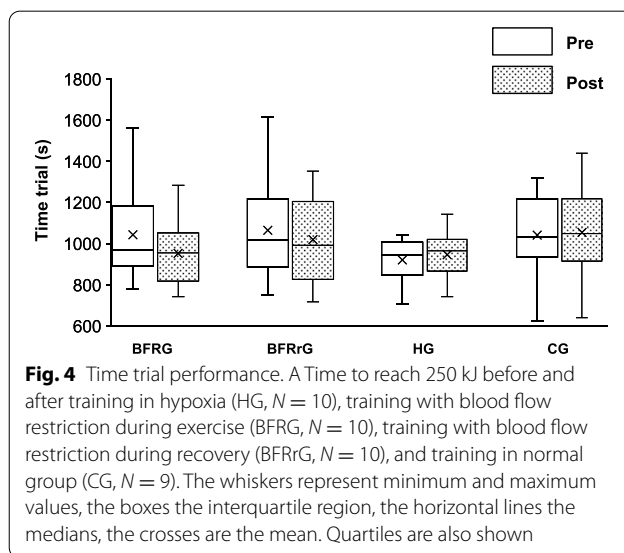 Pre
Post
1800
1600
1400
1200
1000
800
600
Time trial (s)
BFRG BFRrG HG CG
Fig. 4 Time trial performance. A Time to reach 250 kJ before and
after training in hypoxia (HG, N = 10), training with blood flow
restriction during exercise (BFRG, N = 10), training with blood flow
restriction during recovery (BFRrG, N = 10), and training in normal
group (CG, N = 9). The whiskers represent minimum and maximum
values, the boxes the interquartile region, the horizontal lines the
medians, the crosses are the mean. Quartiles are also shown